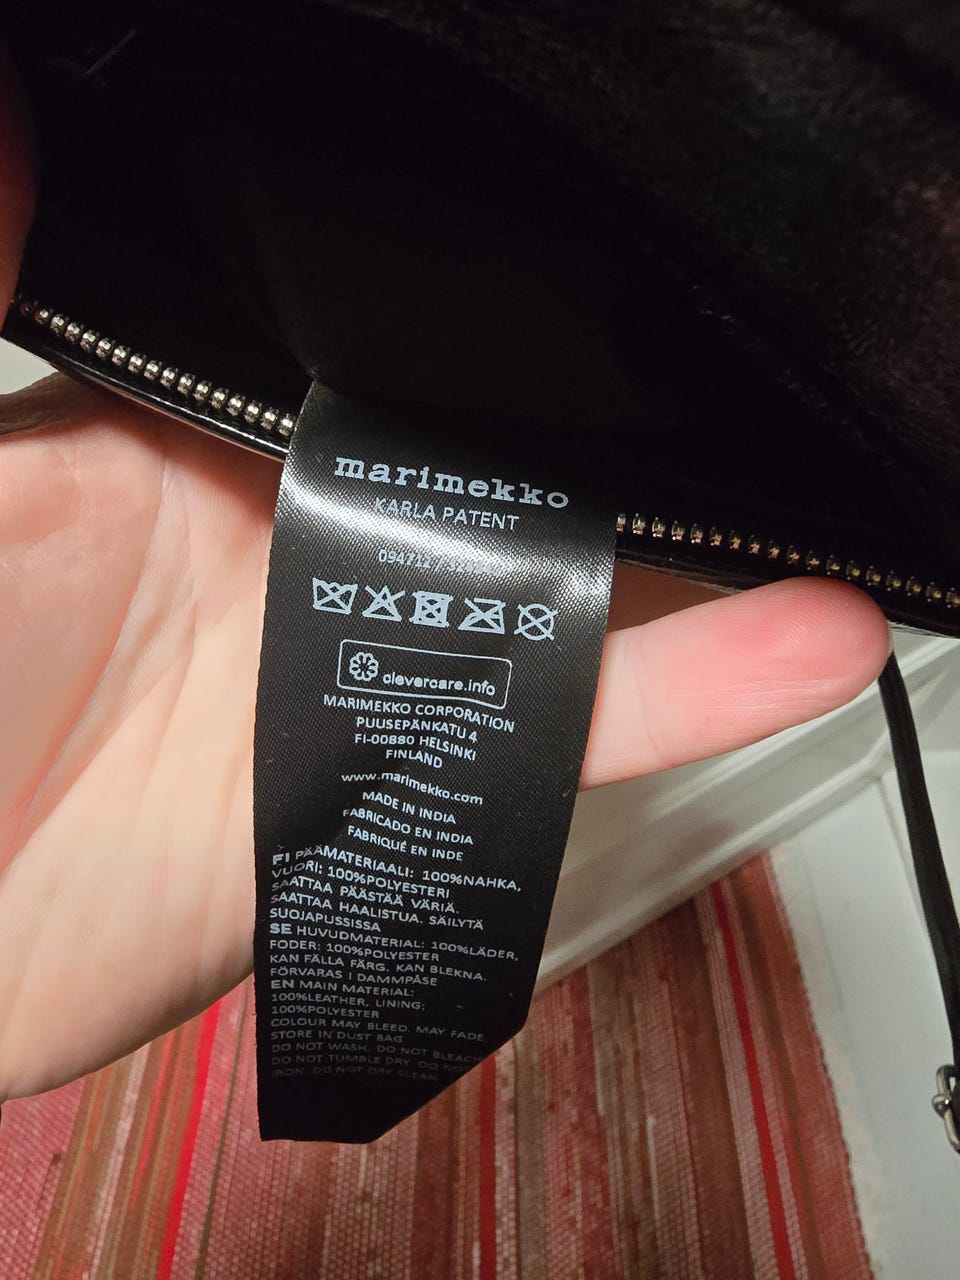 marimekko
KARLA PATENT
clevercare.info
MARIMEKKO CORPORATION
PUUSEPÄNKATU 4
FI-00880 HELSINKI
FINLAND
www.marimekko.com
MADE IN INDIA
FABRICADO EN INDIA
FABRIQUÉ EN INDE
FI PÄÄMATERIAALI: 100%NAHKA,
VUORI: 100%POLYESTERI
SAATTAA PÄÄSTÄÄ VÄRIÄ.
SAATTAA HAALISTUA. SÄILYTÄ
SUOJAPUSSISSA
SE HUVUDMATERIAL: 100%LÄDER,
FODER: 100%POLYESTER
KAN FÄLLA FÄRG. KAN BLEKNA.
FÖRVARAS I DAMMPÅSE
EN MAIN MATERIAL:
100%LEATHER, LINING:
100%POLYESTER
COLOUR MAY BLEED. MAY FADE.
STORE IN DUST BAG
DO NOT WASH. DO NOT BLEACH.
DO NOT TUMBLE DRY. DO NOT
IRON. DO NOT DRY CLEAN